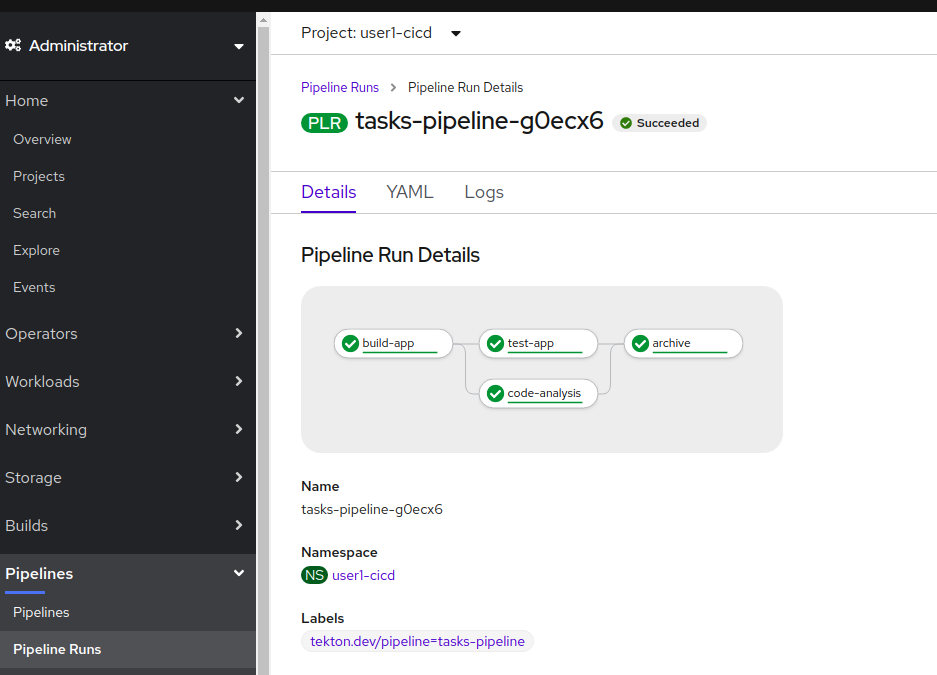 Administrator
Home
Overview
Projects
Search
Explore
Events
Operators
Workloads
Networking
Storage
Builds
Pipelines
Pipelines
Pipeline Runs
Project: user1-cicd
Pipeline Runs > Pipeline Run Details
PLR tasks-pipeline-g0ecx6 Succeeded
Details YAML Logs
Pipeline Run Details
build-app test-app archive
code-analysis
Name
tasks-pipeline-g0ecx6
Namespace
NS user1-cicd
Labels
tekton.dev/pipeline=tasks-pipeline